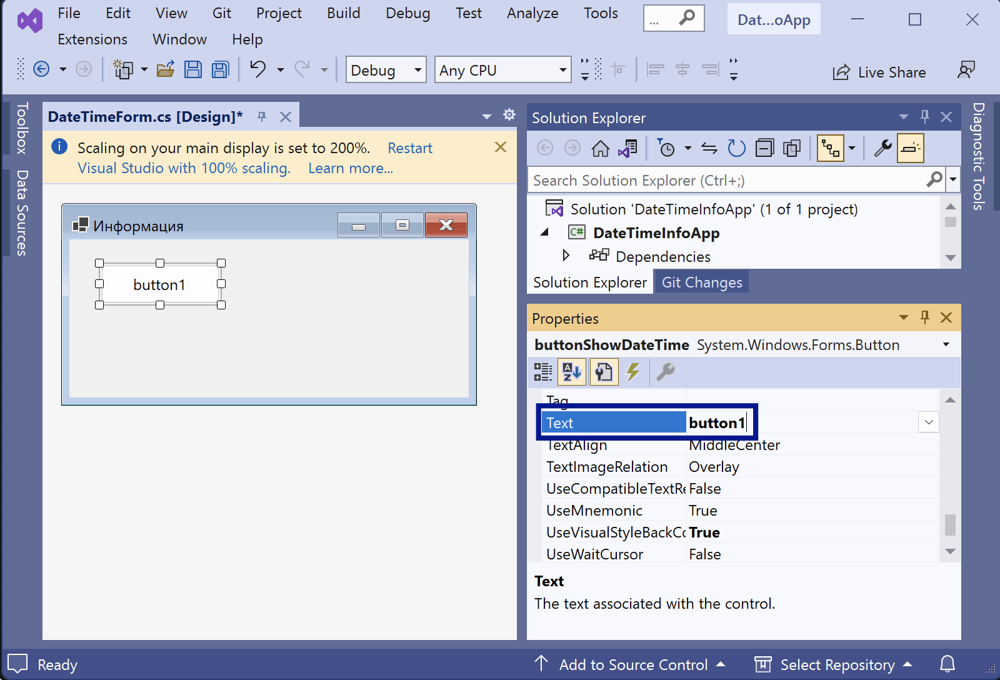 File Edit View Git Project Build Debug Test Analyze Tools
... Dat...oApp
Extensions Window Help
Debug Any CPU Live Share
Toolbox
Data Sources
DateTimeForm.cs [Design]*
Scaling on your main display is set to 200%. Restart
Visual Studio with 100% scaling. Learn more...
Информация
button1
Solution Explorer
Search Solution Explorer (Ctrl+;)
Solution 'DateTimeInfoApp' (1 of 1 project)
C# DateTimeInfoApp
Dependencies
Solution Explorer Git Changes
Properties
buttonShowDateTime System.Windows.Forms.Button
Tag
Text button1
TextAlign MiddleCenter
TextImageRelation Overlay
UseCompatibleTextRe False
UseMnemonic True
UseVisualStyleBackCo True
UseWaitCursor False
Text
The text associated with the control.
Diagnostic Tools
Ready Add to Source Control Select Repository